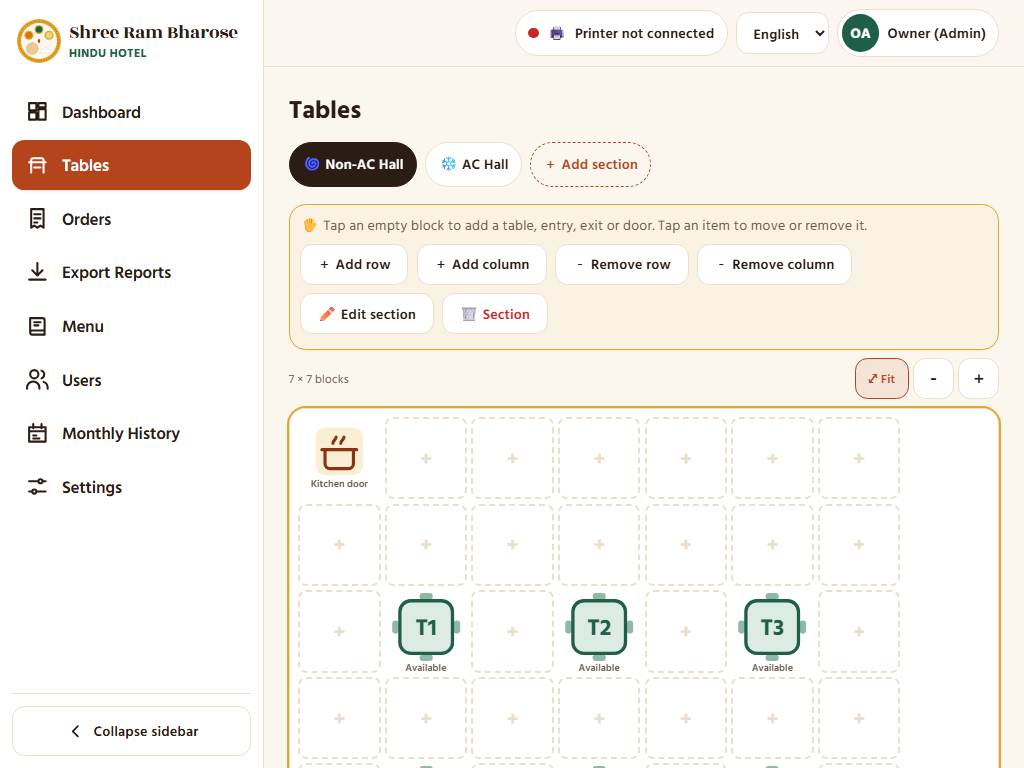 Shree Ram Bharose
HINDU HOTEL
Printer not connected
English
OA
Owner (Admin)
Dashboard
Tables
Orders
Export Reports
Menu
Users
Monthly History
Settings
Collapse sidebar
Tables
Non-AC Hall
AC Hall
+ Add section
Tap an empty block to add a table, entry, exit or door. Tap an item to move or remove it.
+ Add row
+ Add column
- Remove row
- Remove column
Edit section
Section
7 × 7 blocks
Fit
-
+
Kitchen door
+ + + + + +
+ + + + + + +
+ T1 + T2 + T3 +
Available Available Available
+ + + + + + +